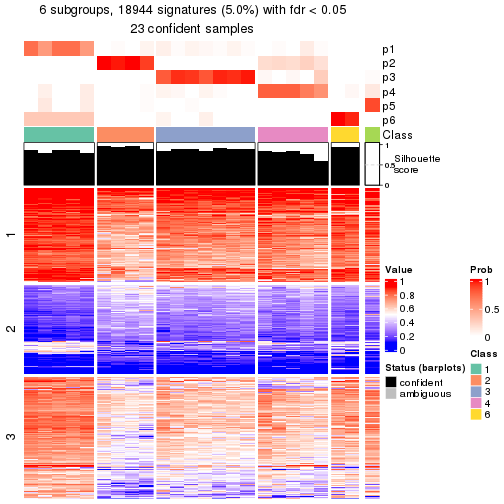 6 subgroups, 18944 signatures (5.0%) with fdr < 0.05
23 confident samples
p1
p2
p3
p4
p5
p6
Class
1
0.5
0
Silhouette
score
1
2
3
Value
1
0.8
0.6
0.4
0.2
0
Status (barplots)
confident
ambiguous
Prob
1
0.5
0
Class
1
2
3
4
6